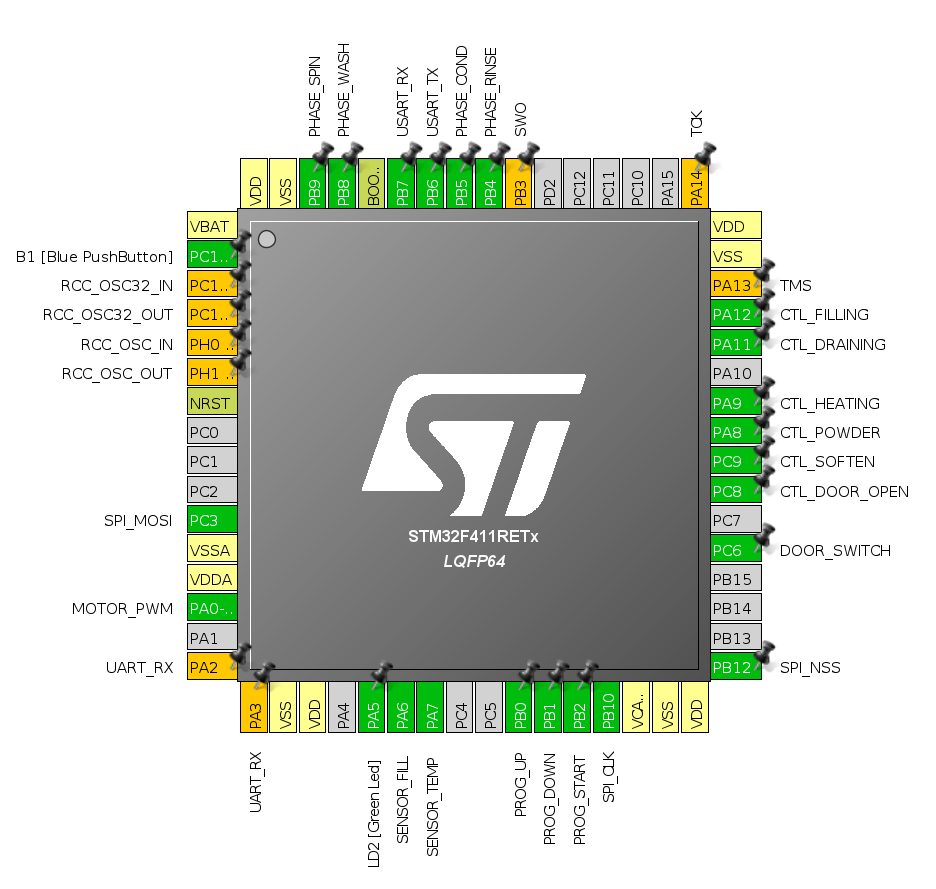 PHASE_SPIN
PHASE_WASH
USART_RX
USART_TX
PHASE_COND
PHASE_RINSE
SWO
TCK
VDD
VSS
PB9
PB8
BOO..
PB7
PB6
PB5
PB4
PB3
PD2
PC12
PC11
PC10
PA15
PA14
VBAT
B1 [Blue PushButton] PC1..
RCC_OSC32_IN PC1..
RCC_OSC32_OUT PC1..
RCC_OSC_IN PH0 ..
RCC_OSC_OUT PH1 ..
NRST
PC0
PC1
PC2
SPI_MOSI PC3
VSSA
VDDA
MOTOR_PWM PA0-..
PA1
UART_RX PA2
VDD
VSS
PA13 TMS
PA12 CTL_FILLING
PA11 CTL_DRAINING
PA10
PA9 CTL_HEATING
PA8 CTL_POWDER
PC9 CTL_SOFTEN
PC8 CTL_DOOR_OPEN
PC7
PC6 DOOR_SWITCH
PB15
PB14
PB13
PB12 SPI_NSS
ST
STM32F411RETx
LQFP64
PA3
VSS
VDD
PA4
PA5
PA6
PA7
PC4
PC5
PB0
PB1
PB2
PB10
VCA..
VSS
VDD
UART_RX
LD2 [Green Led]
SENSOR_FILL
SENSOR_TEMP
PROG_UP
PROG_DOWN
PROG_START
SPI_CLK